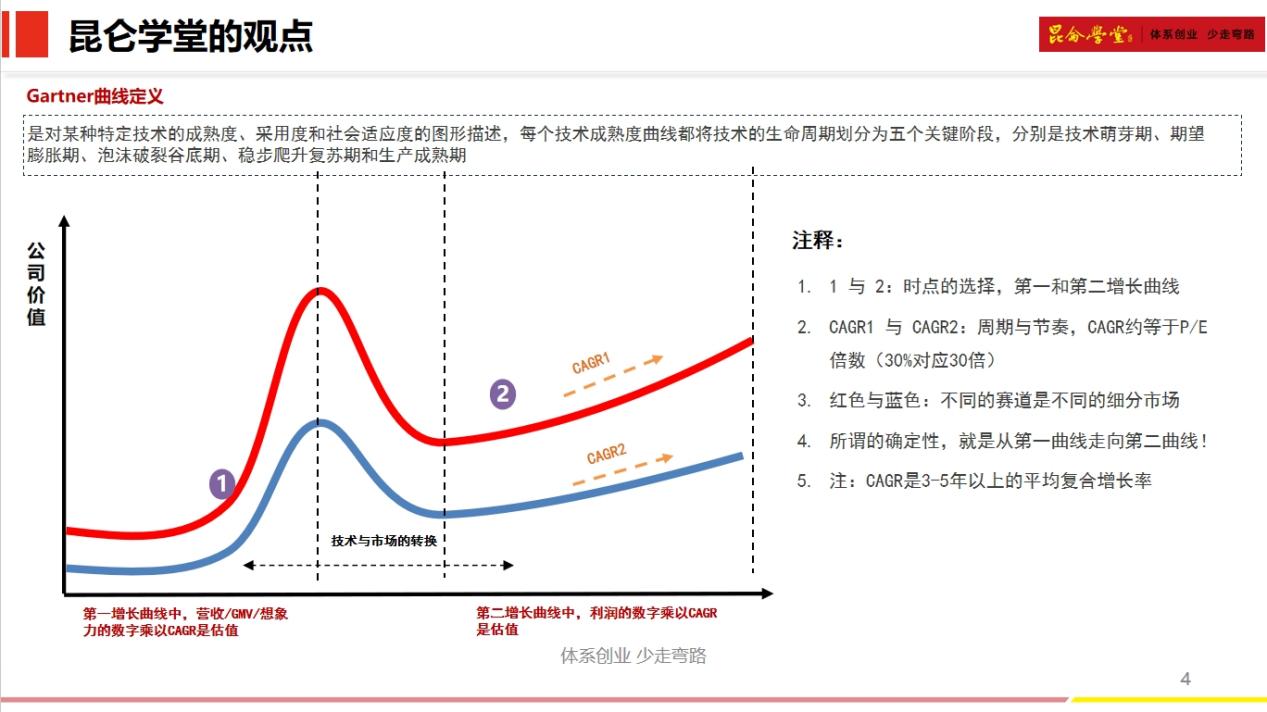 昆仑学堂的观点
昆仑学堂
体系创业 少走弯路
Gartner曲线定义
是对某种特定技术的成熟度、采用度和社会适应度的图形描述，每个技术成熟度曲线都将技术的生命周期划分为五个关键阶段，分别是技术萌芽期、期望
膨胀期、泡沫破裂谷底期、稳步爬升复苏期和生产成熟期
公司价值
1
2
CAGR1
CAGR2
技术与市场的转换
第一增长曲线中，营收/GMV/想象
力的数字乘以CAGR是估值
第二增长曲线中，利润的数字乘以CAGR
是估值
注释：
1. 1 与 2：时点的选择，第一和第二增长曲线
2. CAGR1 与 CAGR2：周期与节奏，CAGR约等于P/E
倍数（30%对应30倍）
3. 红色与蓝色：不同的赛道是不同的细分市场
4. 所谓的确定性，就是从第一曲线走向第二曲线！
5. 注：CAGR是3-5年以上的平均复合增长率
体系创业 少走弯路
4